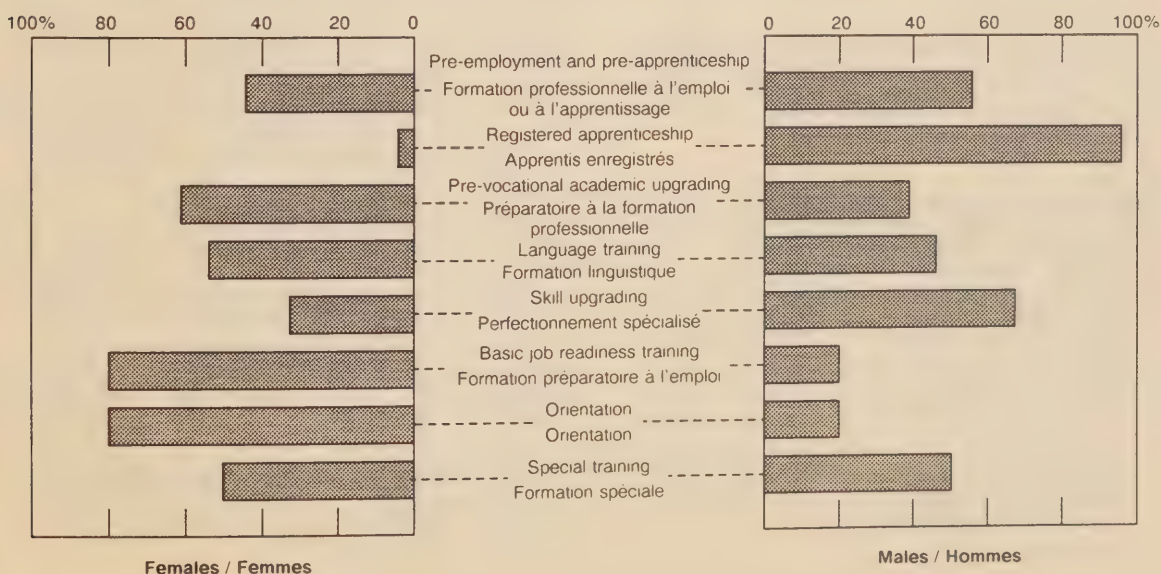 100% 80 60 40 20 0
0 20 40 60 80 100%
Pre-employment and pre-apprenticeship
Formation professionelle à l'emploi
ou à l'apprentissage
Registered apprenticeship
Apprentis enregistrés
Pre-vocational academic upgrading
Préparatoire à la formation
professionnelle
Language training
Formation linguistique
Skill upgrading
Perfectionnement spécialisé
Basic job readiness training
Formation préparatoire à l'emploi
Orientation
Orientation
Special training
Formation spéciale
Females / Femmes
Males / Hommes